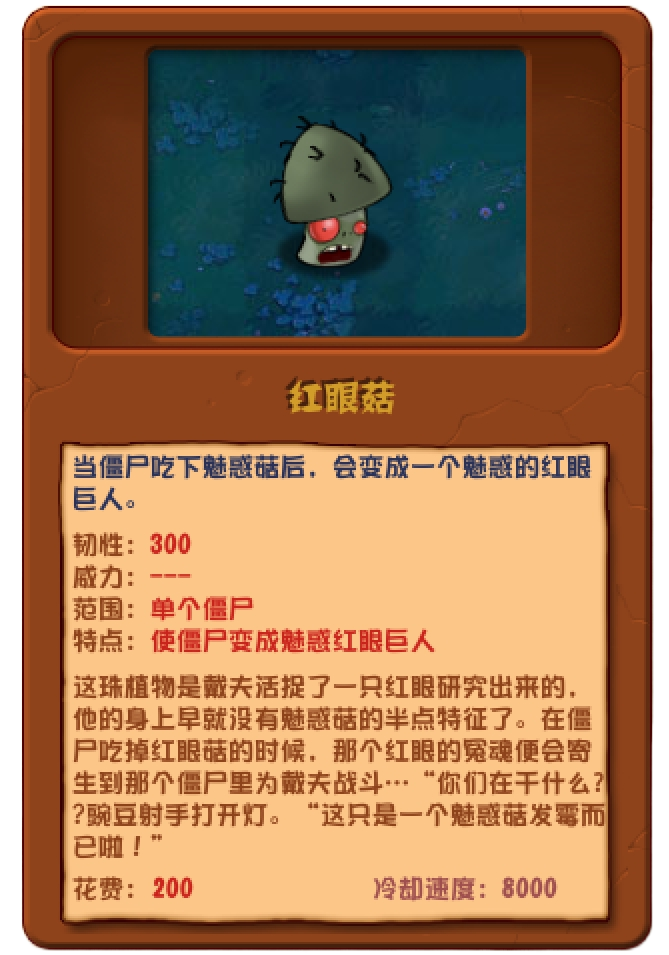 红眼菇
当僵尸吃下魅惑菇后，会变成一个魅惑的红眼
巨人。
韧性：300
威力：---
范围：单个僵尸
特点：使僵尸变成魅惑红眼巨人
这珠植物是戴夫活捉了一只红眼研究出来的，
他的身上早就没有魅惑菇的半点特征了。在僵
尸吃掉红眼菇的时候，那个红眼的冤魂便会寄
生到那个僵尸里为戴夫战斗…“你们在干什么?
?豌豆射手打开灯。“这只是一个魅惑菇发霉而
已啦！”
花费：200 冷却速度：8000